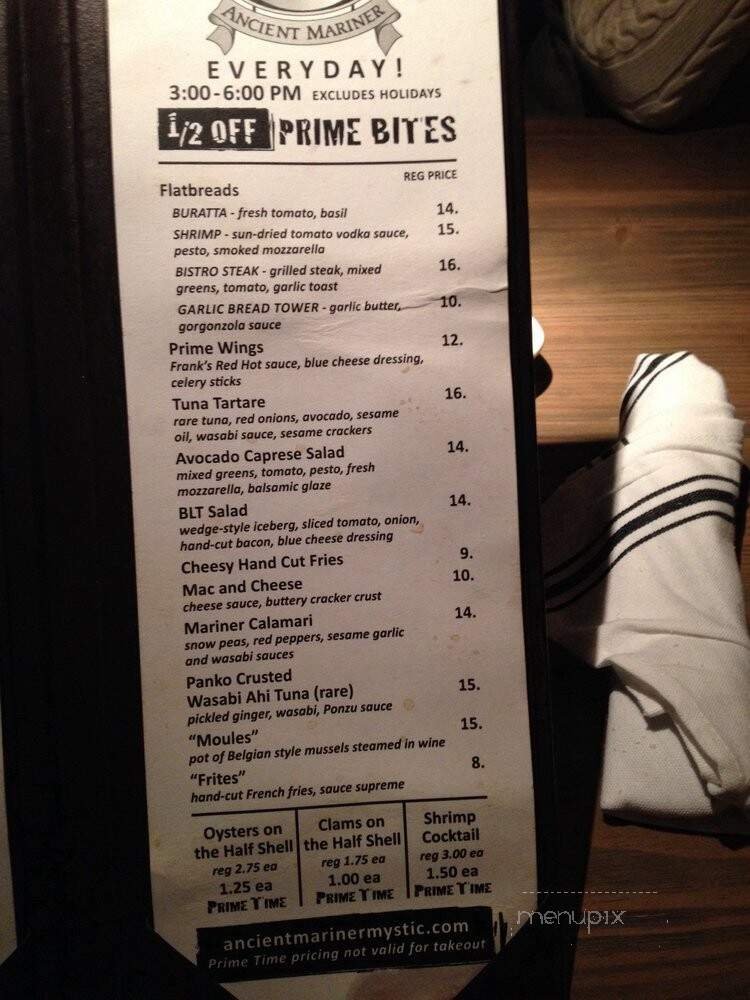 ANCIENT MARINER
EVERYDAY!
3:00-6:00 PM EXCLUDES HOLIDAYS
1/2 OFF PRIME BITES
REG PRICE
Flatbreads
BURATTA - fresh tomato, basil 14.
SHRIMP - sun-dried tomato vodka sauce, 15.
pesto, smoked mozzarella
BISTRO STEAK - grilled steak, mixed 16.
greens, tomato, garlic toast
GARLIC BREAD TOWER - garlic butter, 10.
gorgonzola sauce
Prime Wings 12.
Frank's Red Hot sauce, blue cheese dressing,
celery sticks
Tuna Tartare 16.
rare tuna, red onions, avocado, sesame
oil, wasabi sauce, sesame crackers
Avocado Caprese Salad 14.
mixed greens, tomato, pesto, fresh
mozzarella, balsamic glaze
BLT Salad 14.
wedge-style iceberg, sliced tomato, onion,
hand-cut bacon, blue cheese dressing
Cheesy Hand Cut Fries 9.
Mac and Cheese 10.
cheese sauce, buttery cracker crust
Mariner Calamari 14.
snow peas, red peppers, sesame garlic
and wasabi sauces
Panko Crusted
Wasabi Ahi Tuna (rare) 15.
pickled ginger, wasabi, Ponzu sauce
"Moules" 15.
pot of Belgian style mussels steamed in wine
"Frites" 8.
hand-cut French fries, sauce supreme
Oysters on
the Half Shell
reg 2.75 ea
1.25 ea
PRIME TIME
Clams on
the Half Shell
reg 1.75 ea
1.00 ea
PRIME TIME
Shrimp
Cocktail
reg 3.00 ea
1.50 ea
PRIME TIME
ancientmarinermystic.com
Prime Time pricing not valid for takeout
menupix